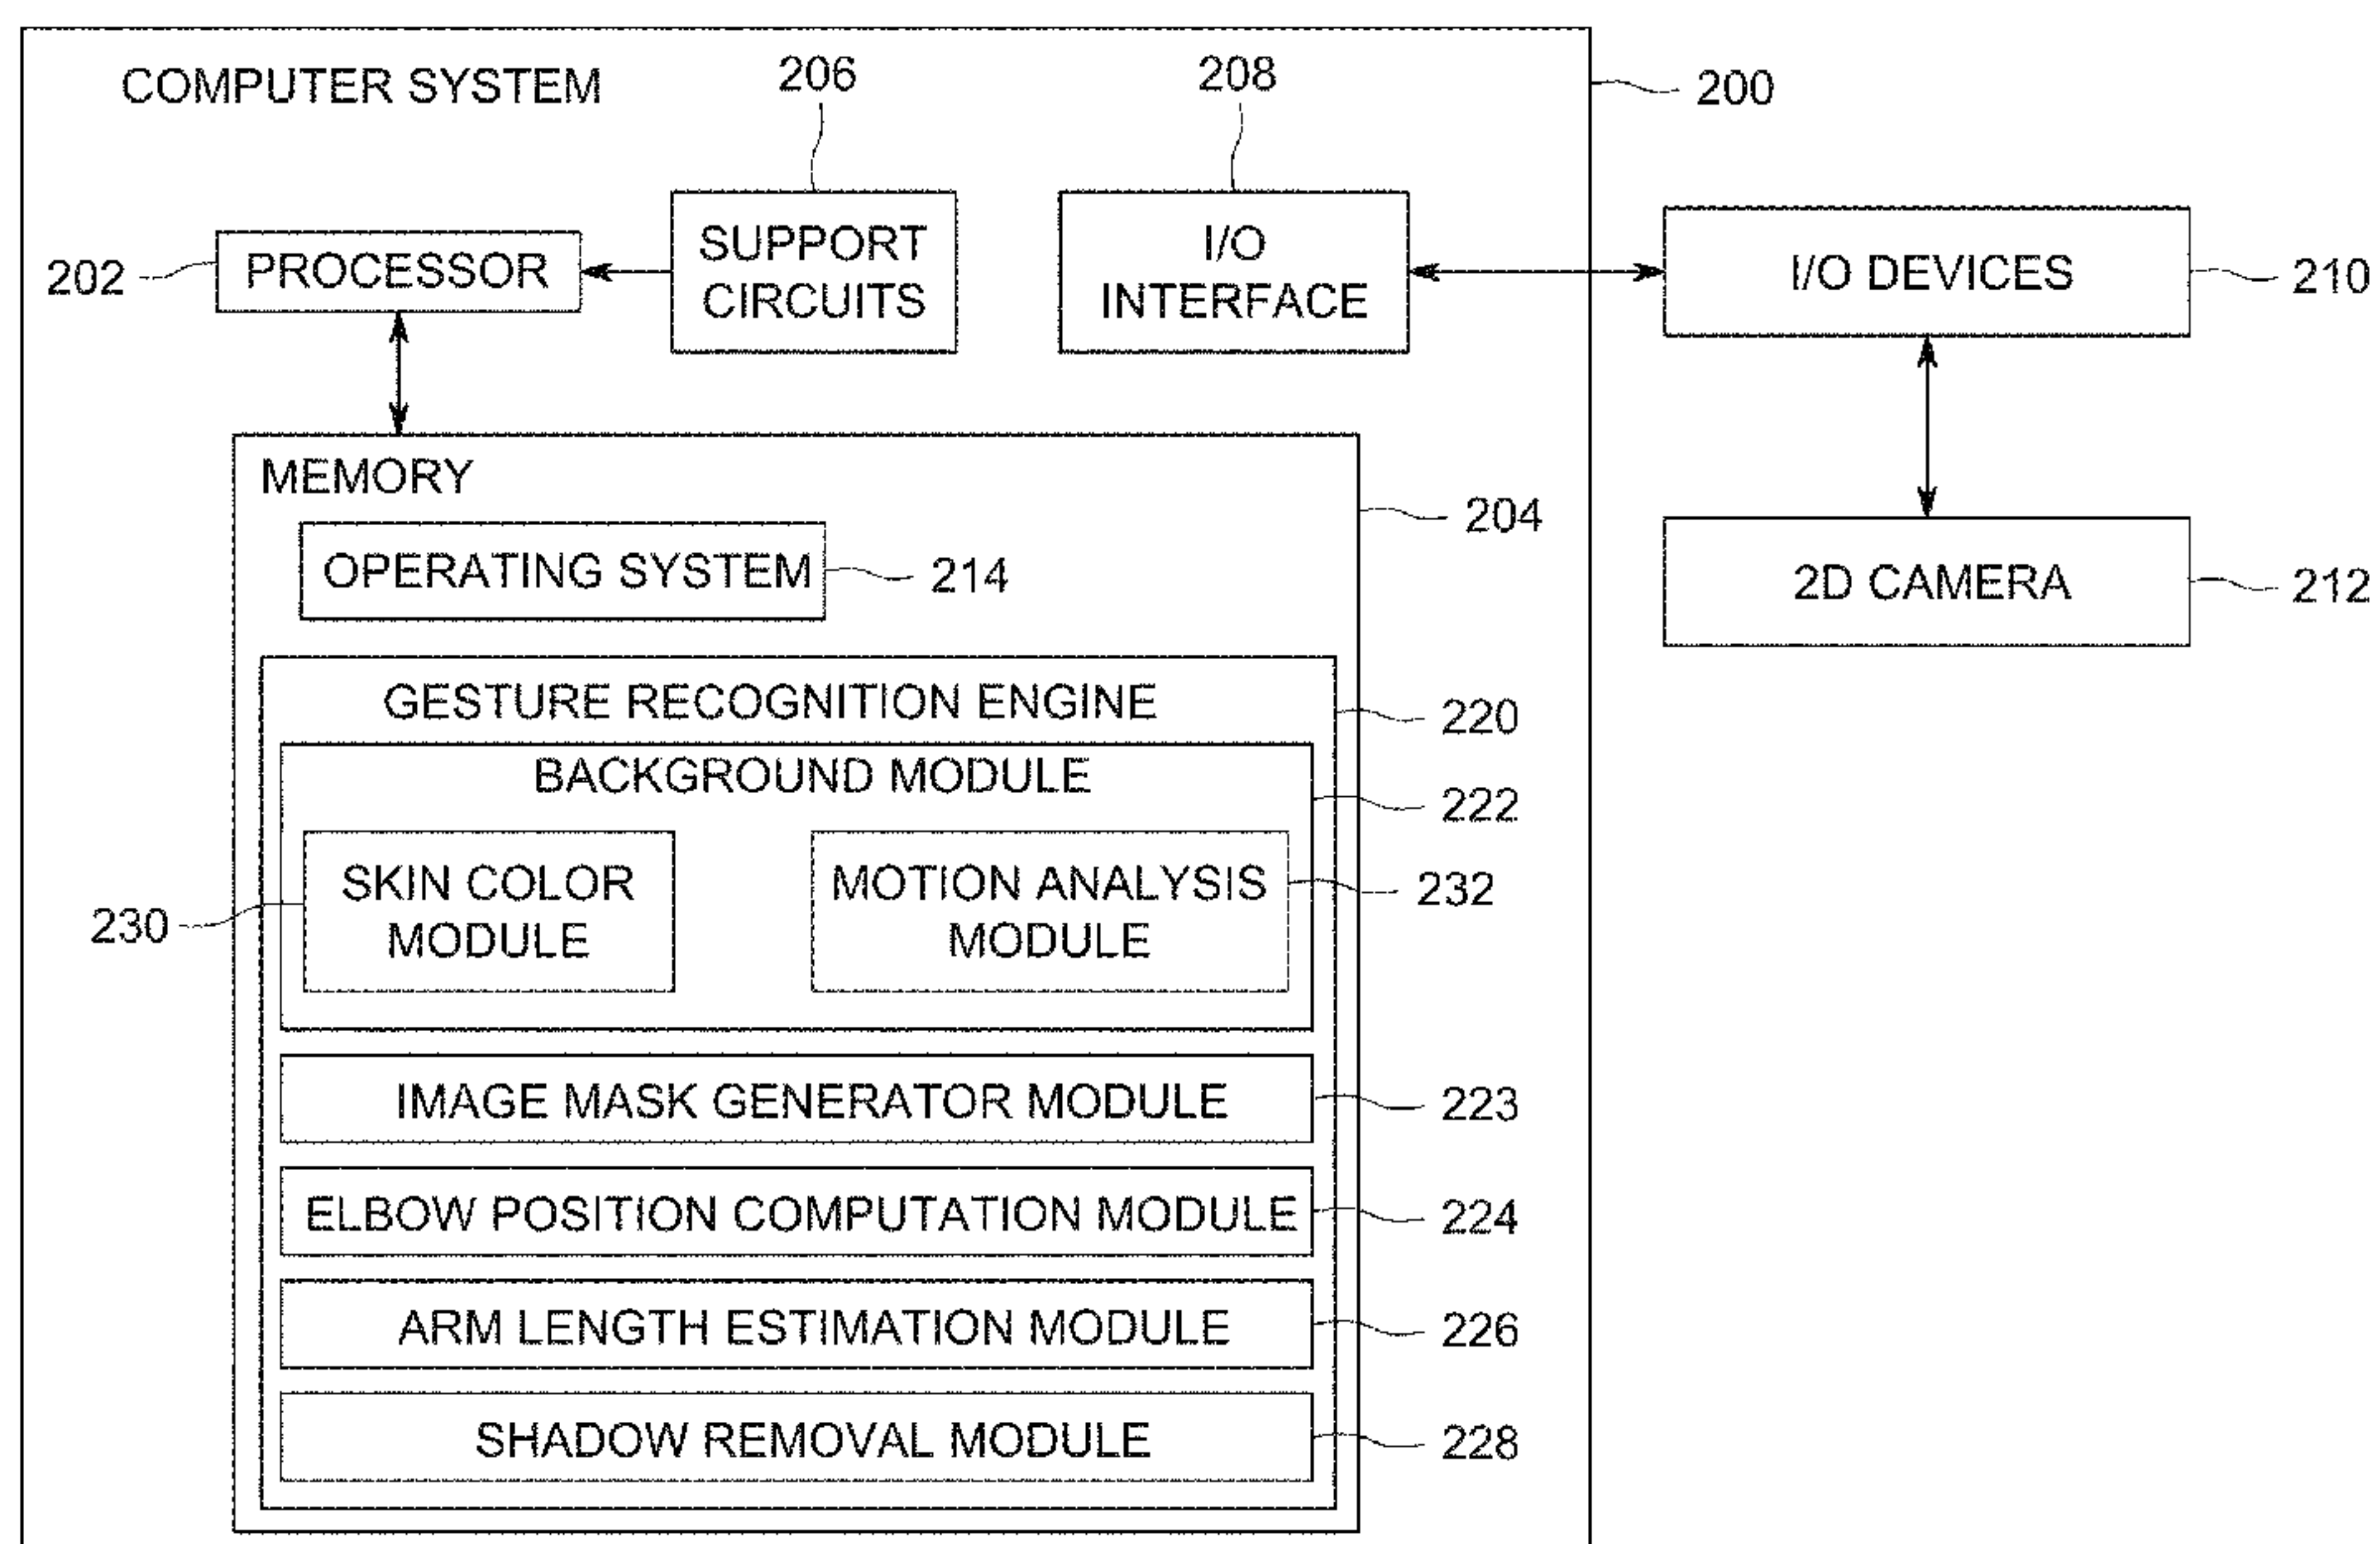 COMPUTER SYSTEM
206
208
200
202
PROCESSOR
SUPPORT
CIRCUITS
I/O
INTERFACE
I/O DEVICES
210
MEMORY
204
OPERATING SYSTEM
214
2D CAMERA
212
GESTURE RECOGNITION ENGINE
220
BACKGROUND MODULE
222
230
SKIN COLOR
MODULE
MOTION ANALYSIS
MODULE
232
IMAGE MASK GENERATOR MODULE
223
ELBOW POSITION COMPUTATION MODULE
224
ARM LENGTH ESTIMATION MODULE
226
SHADOW REMOVAL MODULE
228